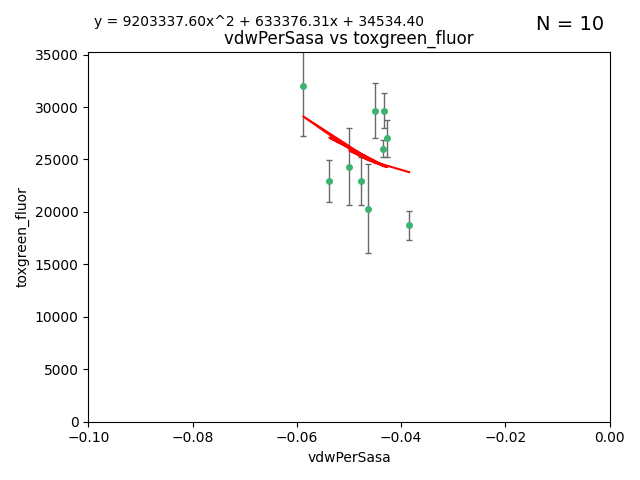 y = 9203337.60x^2 + 633376.31x + 34534.40
N = 10
vdwPerSasa vs toxgreen_fluor
35000
30000
25000
20000
15000
10000
5000
0
toxgreen_fluor
−0.10
−0.08
−0.06
−0.04
−0.02
0.00
vdwPerSasa